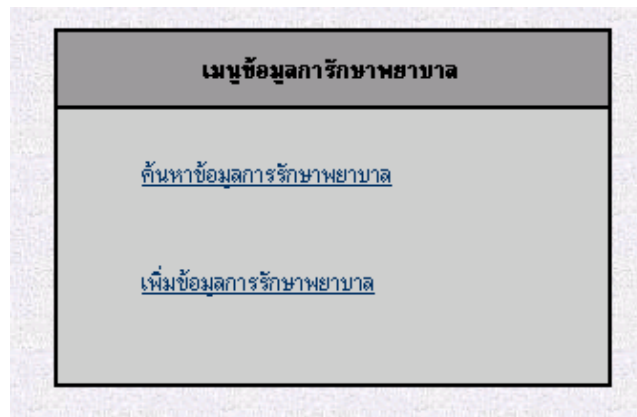 เมนูข้อมูลการักษาพยาบาล
ค้นหาข้อมูลการรักษาพยาบาล
เพิ่มข้อมูลการรักษาพยาบาล